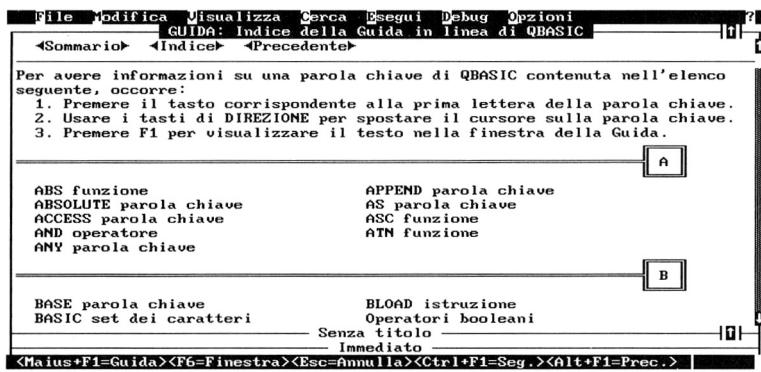 File Modifica Visualizza Cerca Esegui Debug Opzioni ?
GUIDA: Indice della Guida in linea di QBASIC
◄Sommario► ◄Indice► ◄Precedente►
Per avere informazioni su una parola chiave di QBASIC contenuta nell'elenco
seguente, occorre:
1. Premere il tasto corrispondente alla prima lettera della parola chiave.
2. Usare i tasti di DIREZIONE per spostare il cursore sulla parola chiave.
3. Premere F1 per visualizzare il testo nella finestra della Guida.
A
ABS funzione APPEND parola chiave
ABSOLUTE parola chiave AS parola chiave
ACCESS parola chiave ASC funzione
AND operatore ATN funzione
ANY parola chiave
B
BASE parola chiave BLOAD istruzione
BASIC set dei caratteri Operatori booleani
Senza titolo
Immediato
<Maius+F1=Guida><F6=Finestra><Esc=Annulla><Ctrl+F1=Seg.><Alt+F1=Prec.>